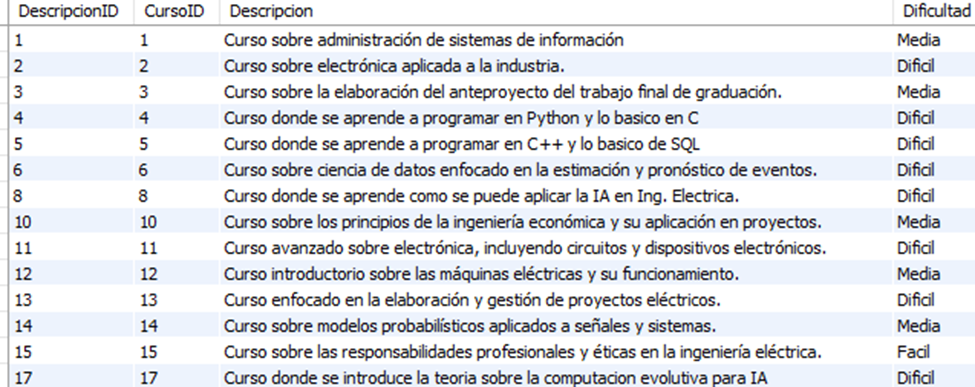 DescripcionID CursoID Descripcion Dificultad
1 1 Curso sobre administración de sistemas de información Media
2 2 Curso sobre electrónica aplicada a la industria. Dificil
3 3 Curso sobre la elaboración del anteproyecto del trabajo final de graduación. Media
4 4 Curso donde se aprende a programar en Python y lo basico en C Dificil
5 5 Curso donde se aprende a programar en C++ y lo basico de SQL Dificil
6 6 Curso sobre ciencia de datos enfocado en la estimación y pronóstico de eventos. Dificil
8 8 Curso donde se aprende como se puede aplicar la IA en Ing. Electrica. Dificil
10 10 Curso sobre los principios de la ingeniería económica y su aplicación en proyectos. Media
11 11 Curso avanzado sobre electrónica, incluyendo circuitos y dispositivos electrónicos. Dificil
12 12 Curso introductorio sobre las máquinas eléctricas y su funcionamiento. Media
13 13 Curso enfocado en la elaboración y gestión de proyectos eléctricos. Dificil
14 14 Curso sobre modelos probabilísticos aplicados a señales y sistemas. Media
15 15 Curso sobre las responsabilidades profesionales y éticas en la ingeniería eléctrica. Facil
17 17 Curso donde se introduce la teoria sobre la computacion evolutiva para IA Dificil